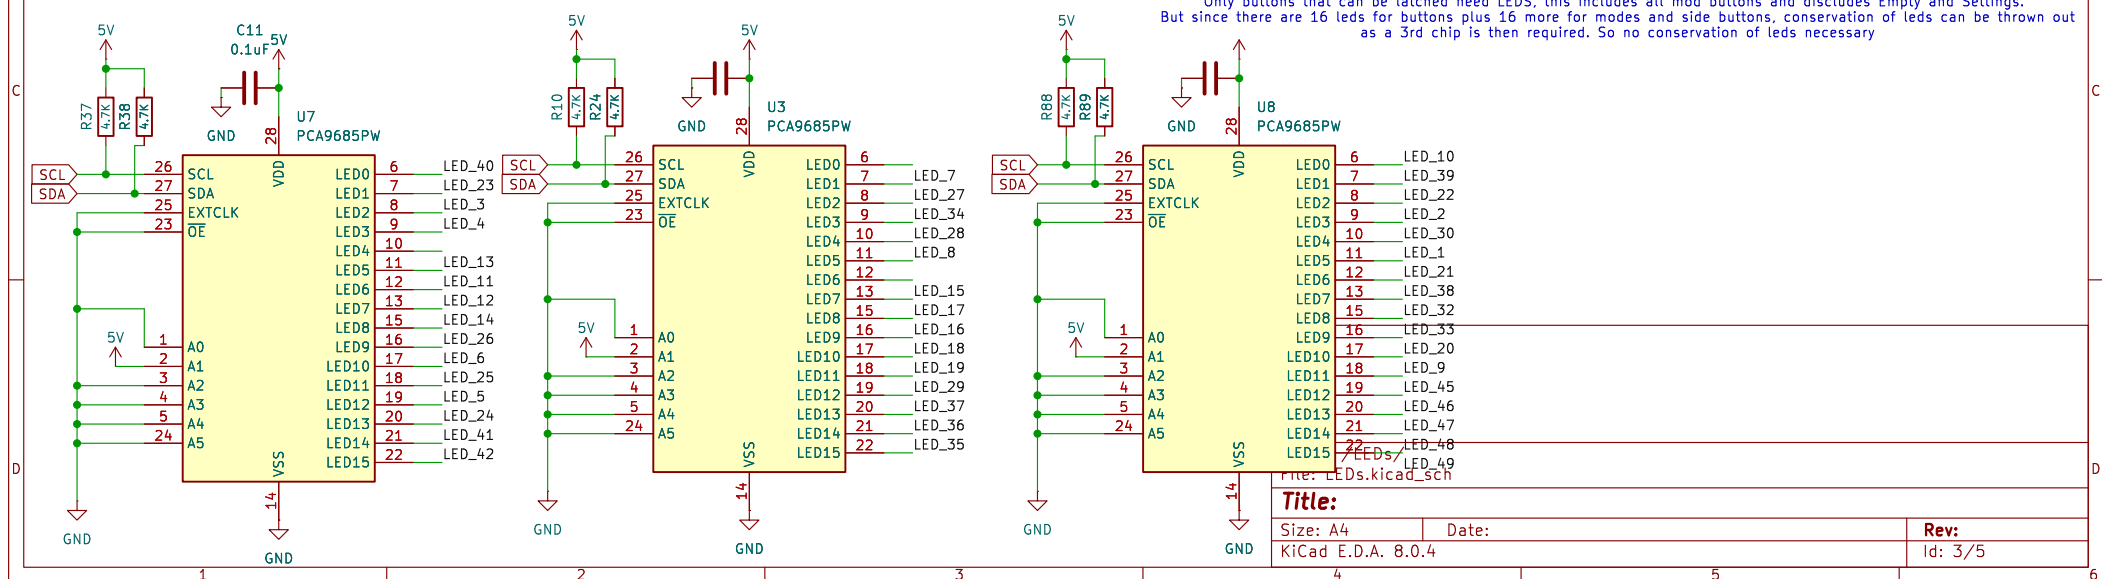 Only buttons that can be latched need LEDS, this includes all mod buttons and discludes Empty and Settings.
But since there are 16 leds for buttons plus 16 more for modes and side buttons, conservation of leds can be thrown out
as a 3rd chip is then required. So no conservation of leds necessary
C
D
5V
C11
0.1uF
5V
R37
4.7K
R38
4.7K
GND
U7
PCA9685PW
28
VDD
SCL
SDA
26 SCL
27 SDA
25 EXTCLK
23 OE
5V
1 A0
2 A1
3 A2
4 A3
5 A4
24 A5
LED0 6 LED_40
LED1 7 LED_23
LED2 8 LED_3
LED3 9 LED_4
LED4 10
LED5 11 LED_13
LED6 12 LED_11
LED7 13 LED_12
LED8 15 LED_14
LED9 16 LED_26
LED10 17 LED_6
LED11 18 LED_25
LED12 19 LED_5
LED13 20 LED_24
LED14 21 LED_41
LED15 22 LED_42
VSS
14
GND
GND
5V
5V
R10
4.7K
R24
4.7K
GND
U3
PCA9685PW
28
VDD
SCL
SDA
26 SCL
27 SDA
25 EXTCLK
23 OE
5V
1 A0
2 A1
3 A2
4 A3
5 A4
24 A5
LED0 6
LED1 7 LED_7
LED2 8 LED_27
LED3 9 LED_34
LED4 10 LED_28
LED5 11 LED_8
LED6 12
LED7 13 LED_15
LED8 15 LED_17
LED9 16 LED_16
LED10 17 LED_18
LED11 18 LED_19
LED12 19 LED_29
LED13 20 LED_37
LED14 21 LED_36
LED15 22 LED_35
VSS
14
GND
GND
5V
R88
4.7K
R89
4.7K
GND
U8
PCA9685PW
28
VDD
SCL
SDA
26 SCL
27 SDA
25 EXTCLK
23 OE
5V
1 A0
2 A1
3 A2
4 A3
5 A4
24 A5
LED0 6 LED_10
LED1 7 LED_39
LED2 8 LED_22
LED3 9 LED_2
LED4 10 LED_30
LED5 11 LED_1
LED6 12 LED_21
LED7 13 LED_38
LED8 15 LED_32
LED9 16 LED_33
LED10 17 LED_20
LED11 18 LED_9
LED12 19 LED_45
LED13 20 LED_46
LED14 21 LED_47
LED15 22 LED_48
LED_49
VSS
14
GND
GND
C
D
/LEDs/
File: LEDs.kicad_sch
Title:
Size: A4 Date: Rev:
KiCad E.D.A. 8.0.4 Id: 3/5
1 2 3 4 5 6